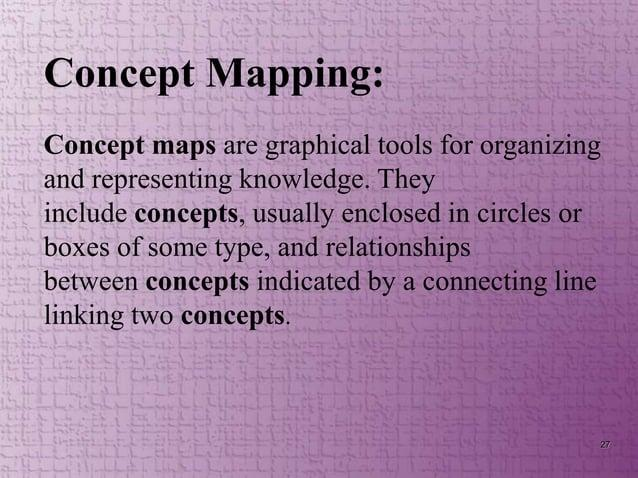 Concept Mapping:
Concept maps are graphical tools for organizing
and representing knowledge. They
include concepts, usually enclosed in circles or
boxes of some type, and relationships
between concepts indicated by a connecting line
linking two concepts.
27